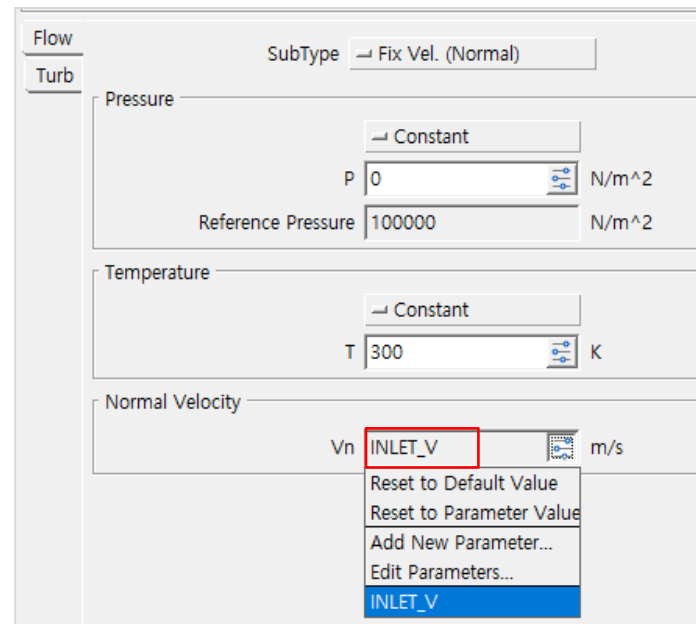 Flow
Turb
SubType Fix Vel. (Normal)
Pressure
Constant
P 0 N/m^2
Reference Pressure 100000 N/m^2
Temperature
Constant
T 300 K
Normal Velocity
Vn INLET_V m/s
Reset to Default Value
Reset to Parameter Value
Add New Parameter...
Edit Parameters...
INLET_V